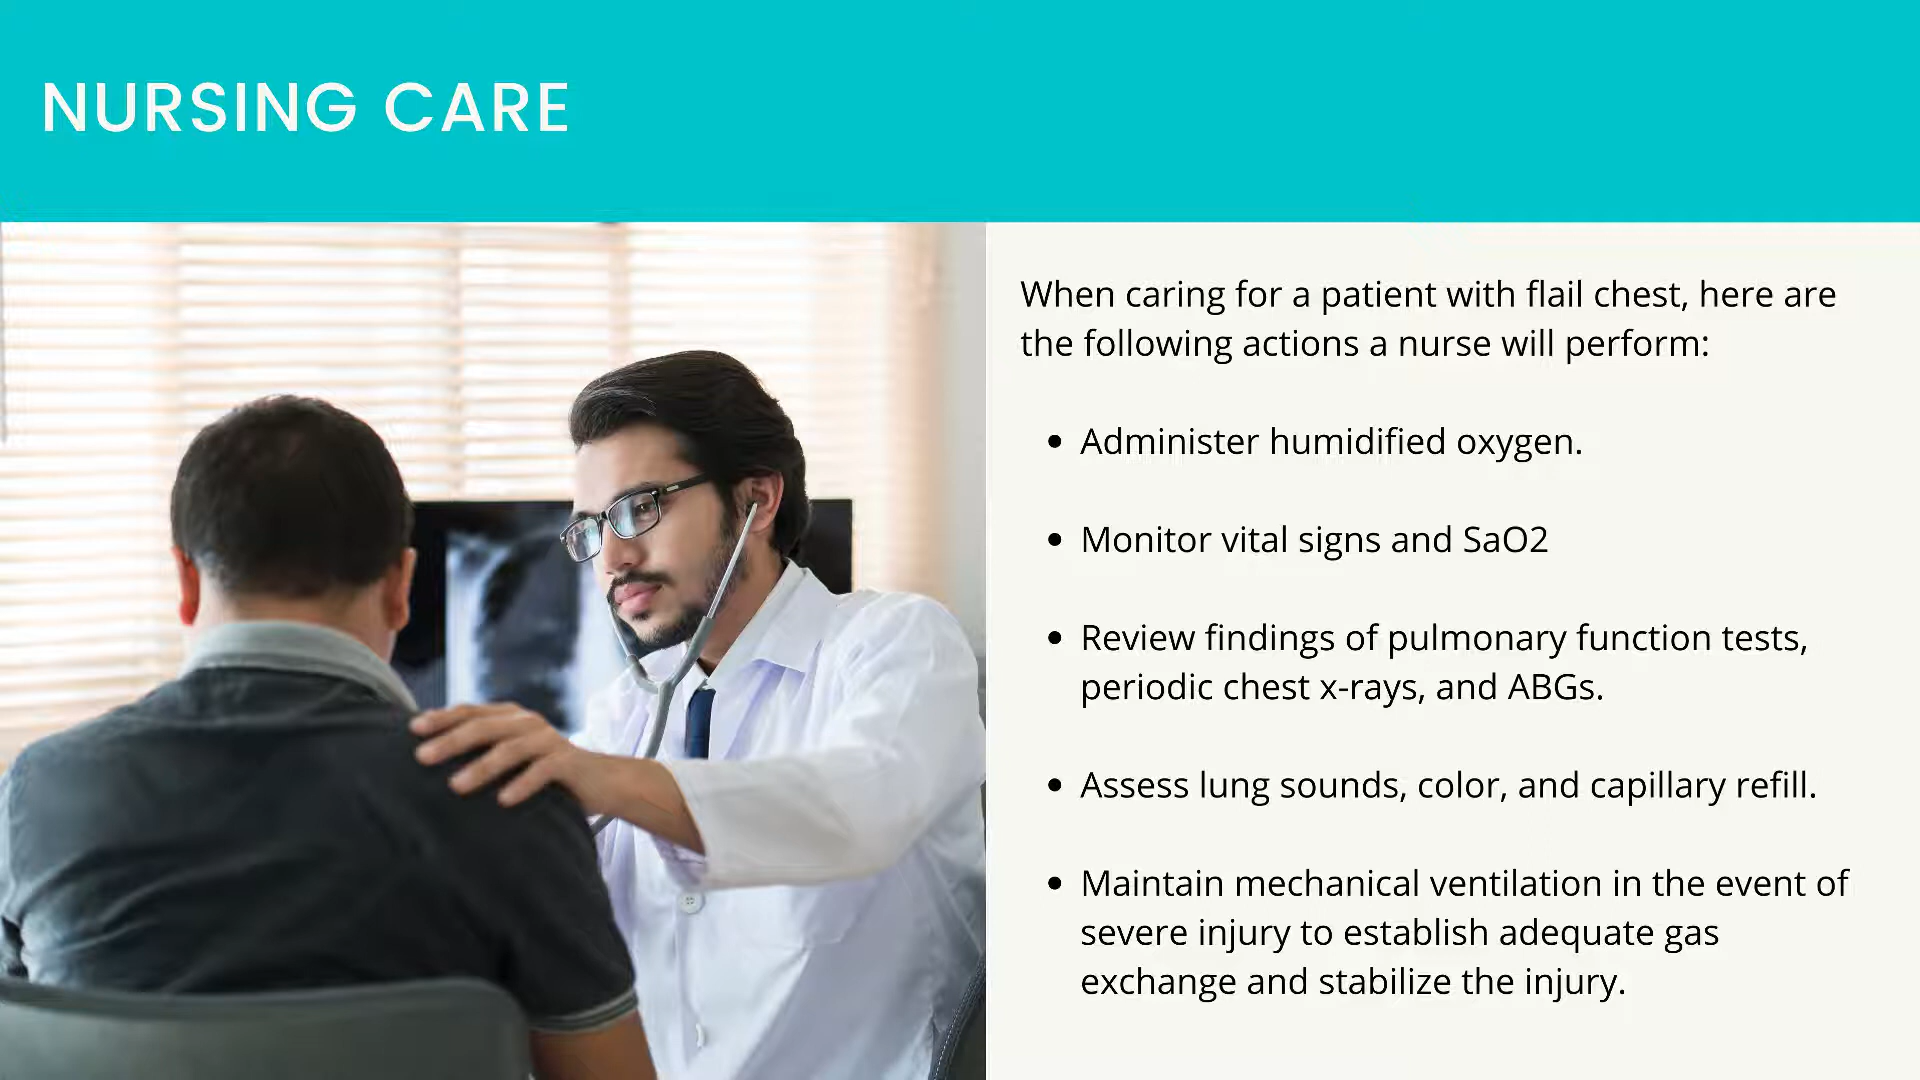 NURSING CARE
When caring for a patient with flail chest, here are
the following actions a nurse will perform:
• Administer humidified oxygen.
• Monitor vital signs and SaO2
• Review findings of pulmonary function tests,
periodic chest x-rays, and ABGs.
• Assess lung sounds, color, and capillary refill.
• Maintain mechanical ventilation in the event of
severe injury to establish adequate gas
exchange and stabilize the injury.